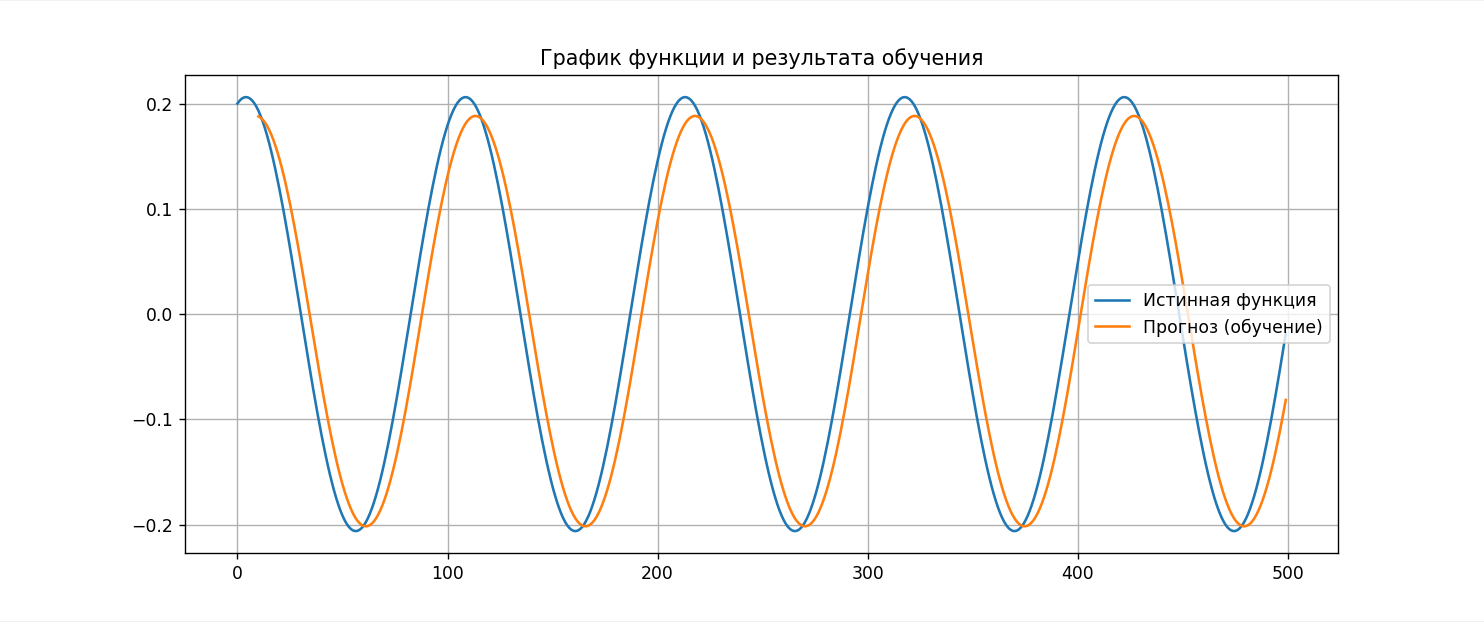 График функции и результата обучения
0.2
0.1
0.0
−0.1
−0.2
Истинная функция
Прогноз (обучение)
0 100 200 300 400 500